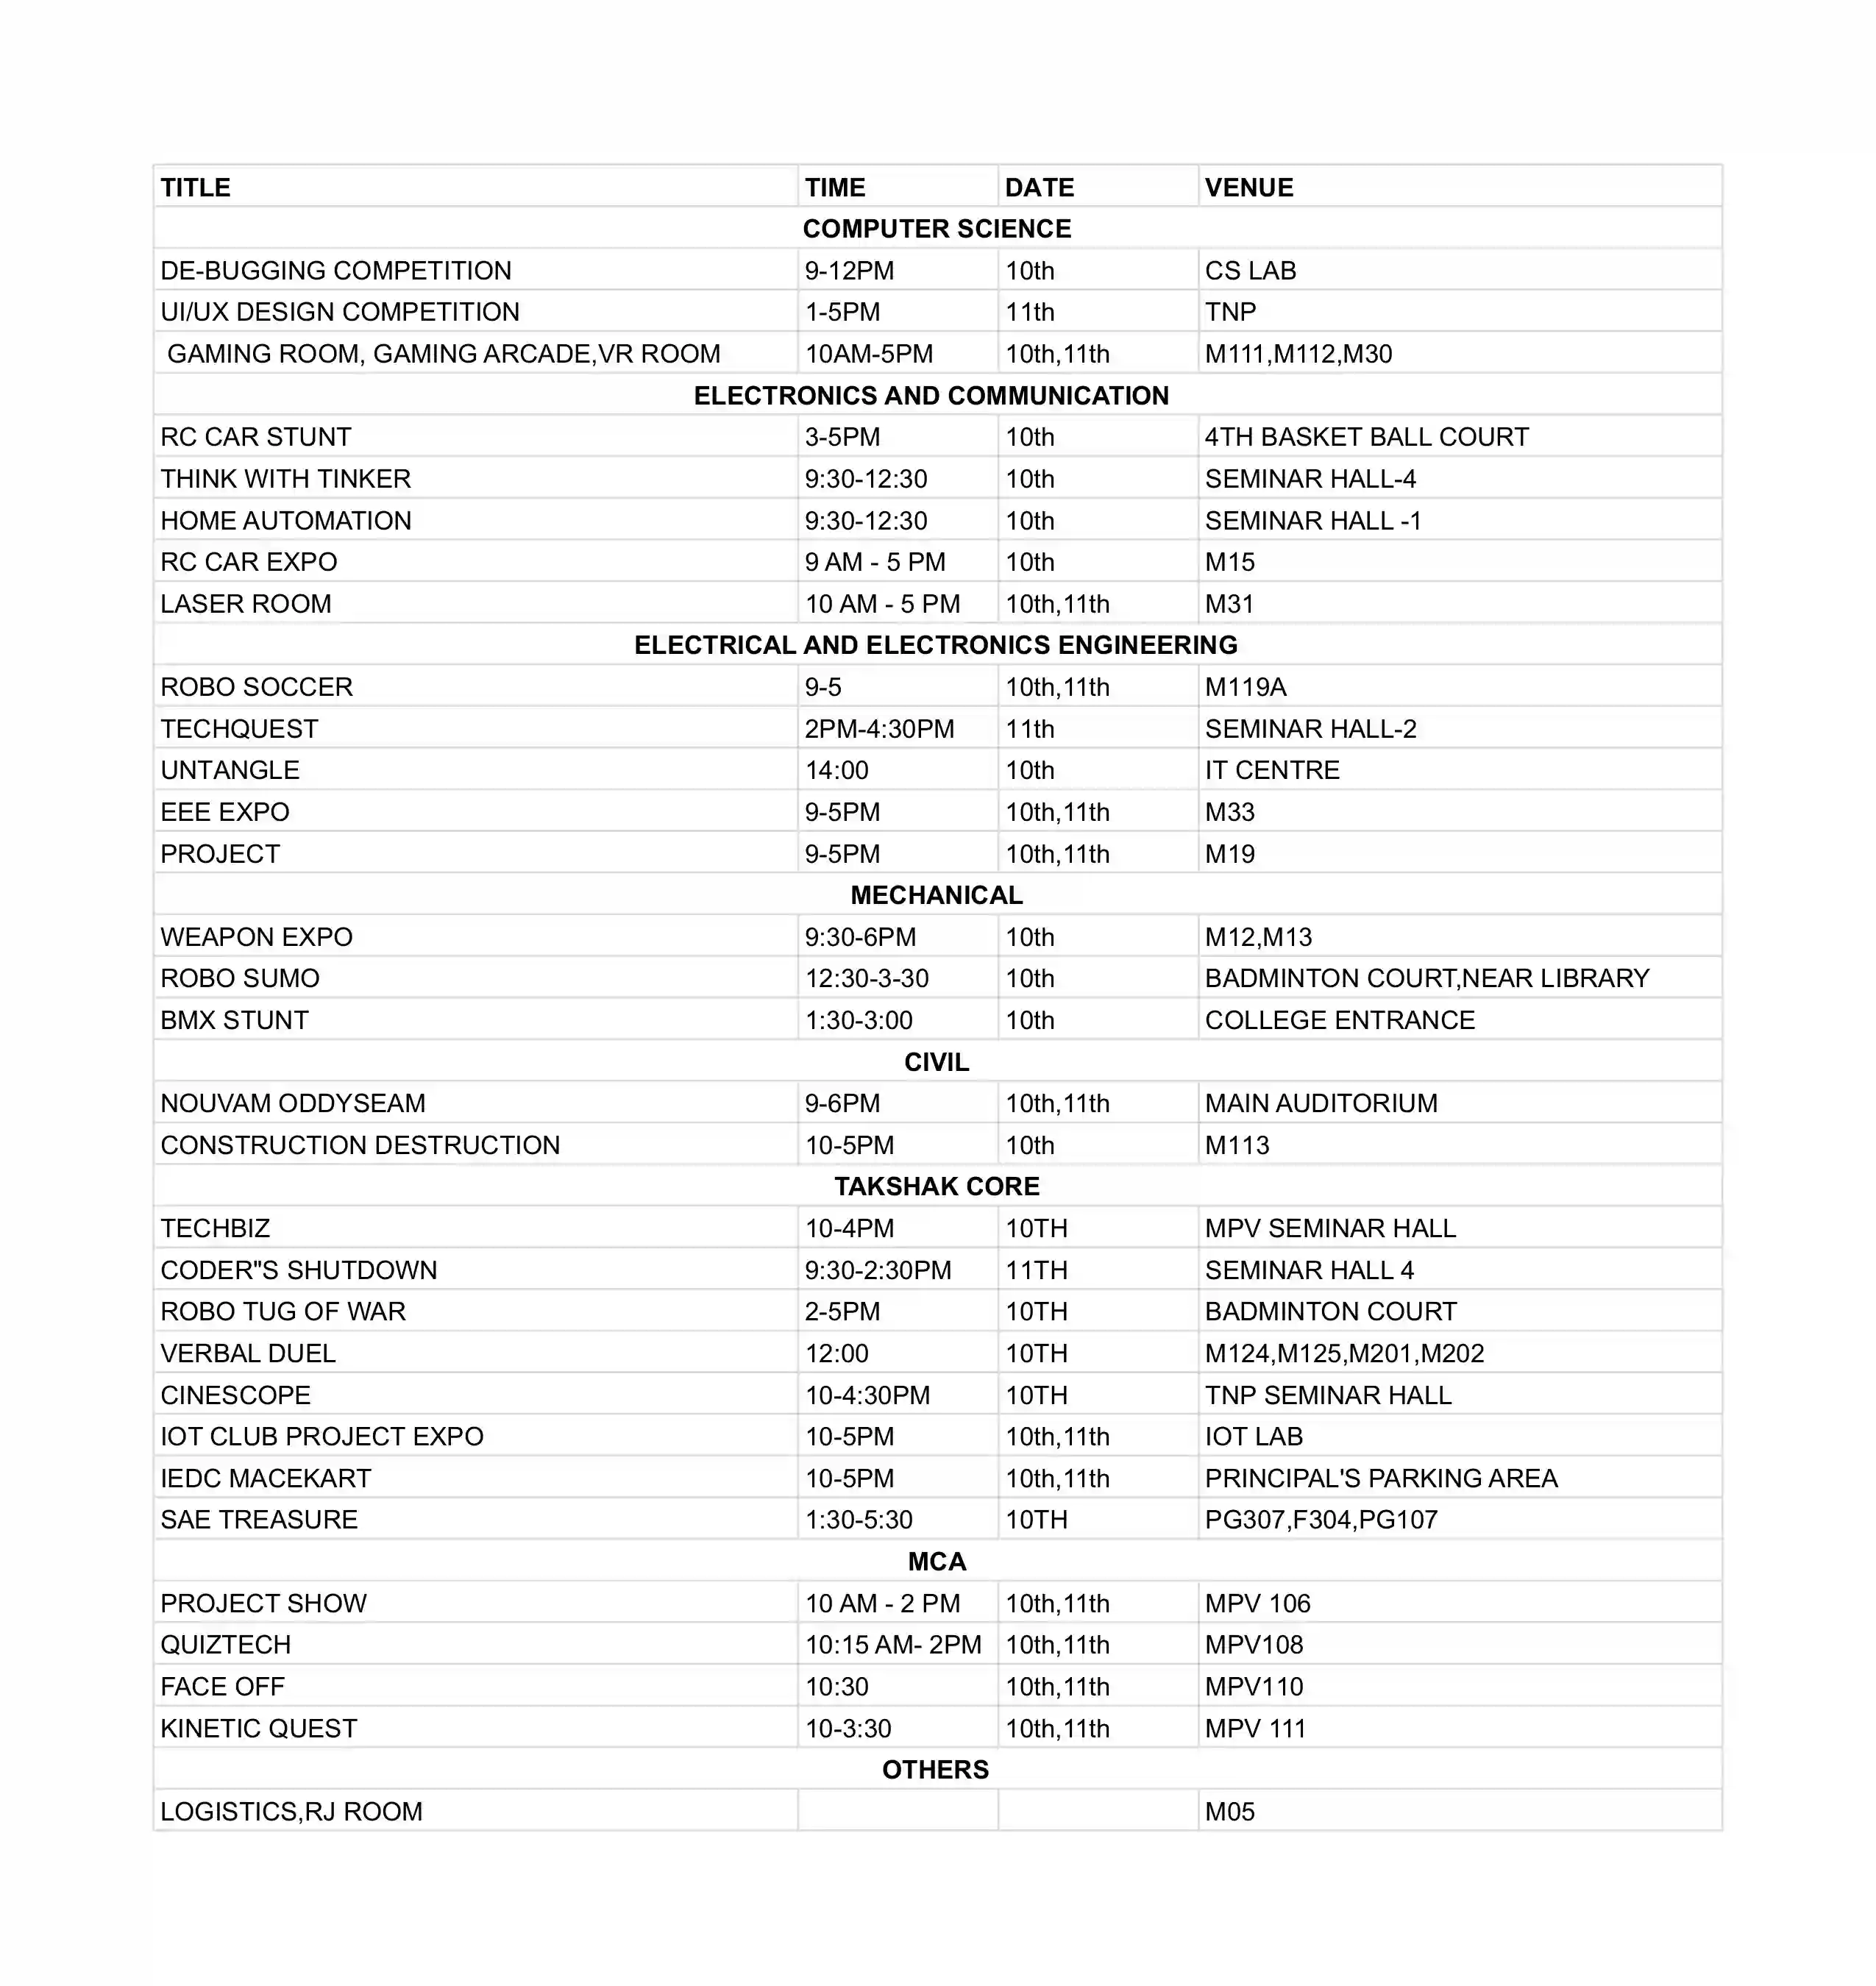 TITLE TIME DATE VENUE
COMPUTER SCIENCE
DE-BUGGING COMPETITION 9-12PM 10th CS LAB
UI/UX DESIGN COMPETITION 1-5PM 11th TNP
GAMING ROOM, GAMING ARCADE,VR ROOM 10AM-5PM 10th,11th M111,M112,M30
ELECTRONICS AND COMMUNICATION
RC CAR STUNT 3-5PM 10th 4TH BASKET BALL COURT
THINK WITH TINKER 9:30-12:30 10th SEMINAR HALL-4
HOME AUTOMATION 9:30-12:30 10th SEMINAR HALL -1
RC CAR EXPO 9 AM - 5 PM 10th M15
LASER ROOM 10 AM - 5 PM 10th,11th M31
ELECTRICAL AND ELECTRONICS ENGINEERING
ROBO SOCCER 9-5 10th,11th M119A
TECHQUEST 2PM-4:30PM 11th SEMINAR HALL-2
UNTANGLE 14:00 10th IT CENTRE
EEE EXPO 9-5PM 10th,11th M33
PROJECT 9-5PM 10th,11th M19
MECHANICAL
WEAPON EXPO 9:30-6PM 10th M12,M13
ROBO SUMO 12:30-3-30 10th BADMINTON COURT,NEAR LIBRARY
BMX STUNT 1:30-3:00 10th COLLEGE ENTRANCE
CIVIL
NOUVAM ODDYSEAM 9-6PM 10th,11th MAIN AUDITORIUM
CONSTRUCTION DESTRUCTION 10-5PM 10th M113
TAKSHAK CORE
TECHBIZ 10-4PM 10TH MPV SEMINAR HALL
CODER"S SHUTDOWN 9:30-2:30PM 11TH SEMINAR HALL 4
ROBO TUG OF WAR 2-5PM 10TH BADMINTON COURT
VERBAL DUEL 12:00 10TH M124,M125,M201,M202
CINESCOPE 10-4:30PM 10TH TNP SEMINAR HALL
IOT CLUB PROJECT EXPO 10-5PM 10th,11th IOT LAB
IEDC MACEKART 10-5PM 10th,11th PRINCIPAL'S PARKING AREA
SAE TREASURE 1:30-5:30 10TH PG307,F304,PG107
MCA
PROJECT SHOW 10 AM - 2 PM 10th,11th MPV 106
QUIZTECH 10:15 AM- 2PM 10th,11th MPV108
FACE OFF 10:30 10th,11th MPV110
KINETIC QUEST 10-3:30 10th,11th MPV 111
OTHERS
LOGISTICS,RJ ROOM M05